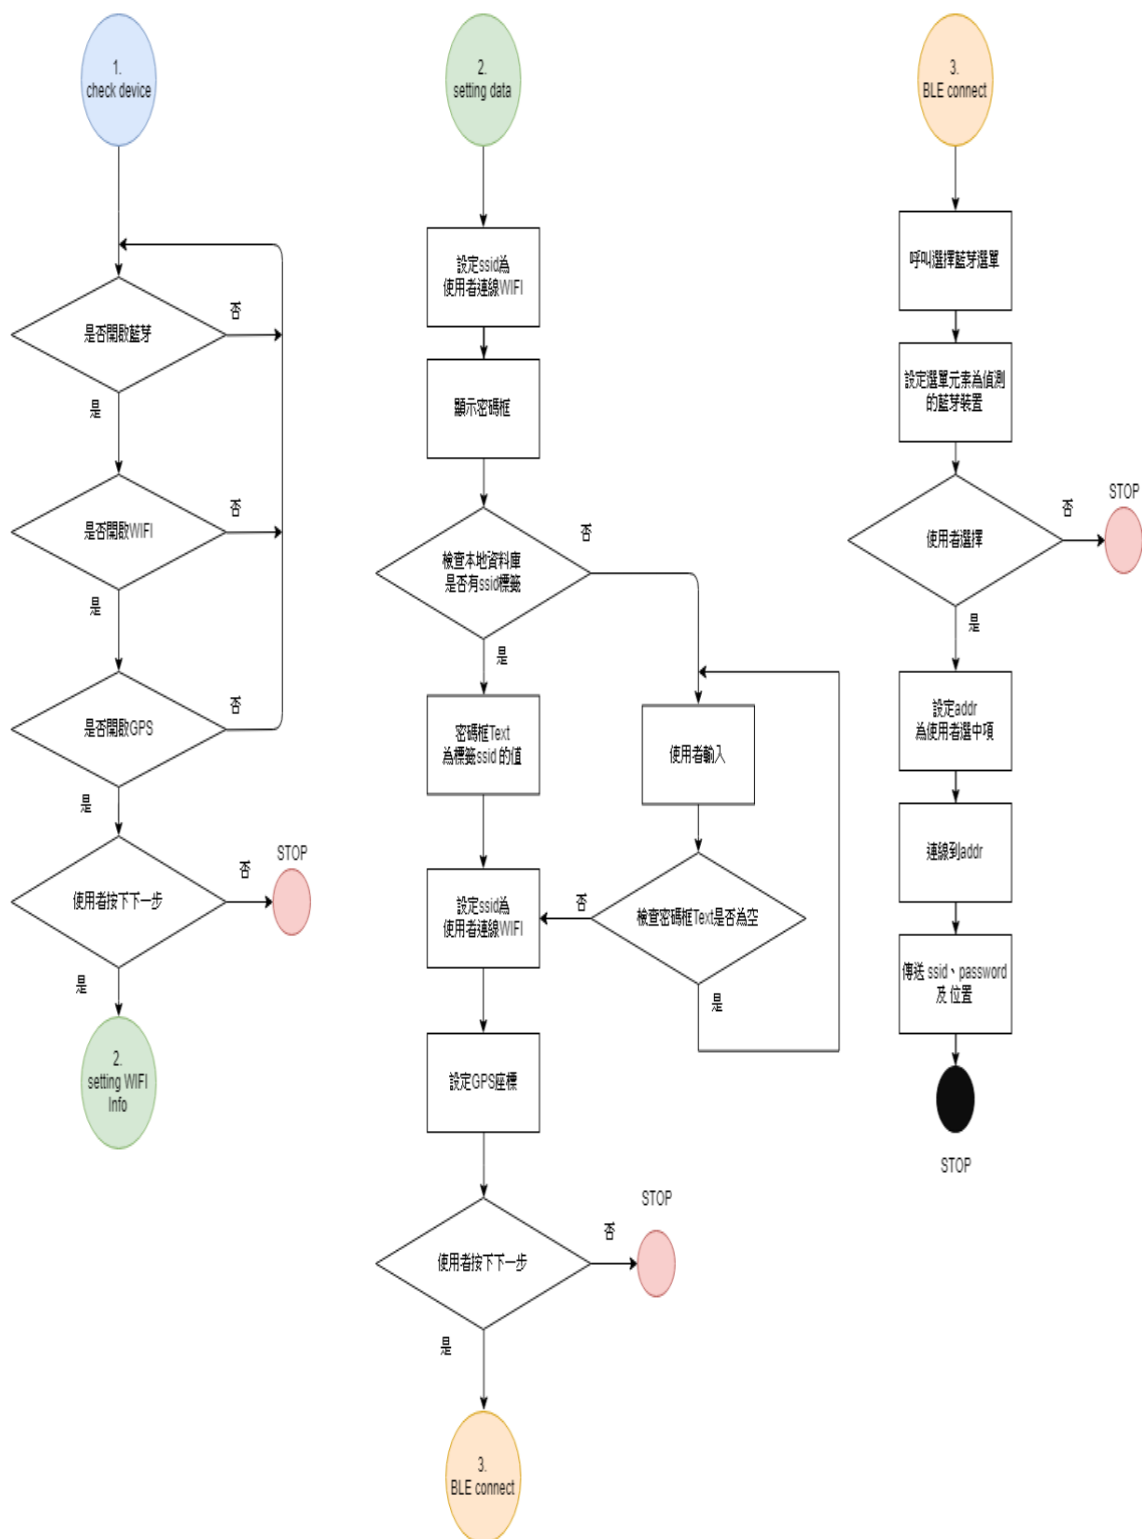 1.
check device
否
是否開啟藍芽
是
否
是否開啟WIFI
是
否
是否開啟GPS
是
否
STOP
使用者按下下一步
是
2.
setting WIFI
Info
2.
setting data
設定ssid為
使用者連線WIFI
顯示密碼框
否
檢查本地資料庫
是否有ssid標籤
是
密碼框Text
為標籤ssid 的值
使用者輸入
設定ssid為
使用者連線WIFI
否
檢查密碼框Text是否為空
是
設定GPS座標
使用者按下下一步
否
STOP
是
3.
BLE connect
3.
BLE connect
呼叫選擇藍芽選單
設定選單元素為偵測
的藍芽裝置
使用者選擇
否
STOP
是
設定addr
為使用者選中項
連線到addr
傳送 ssid、password
及 位置
STOP